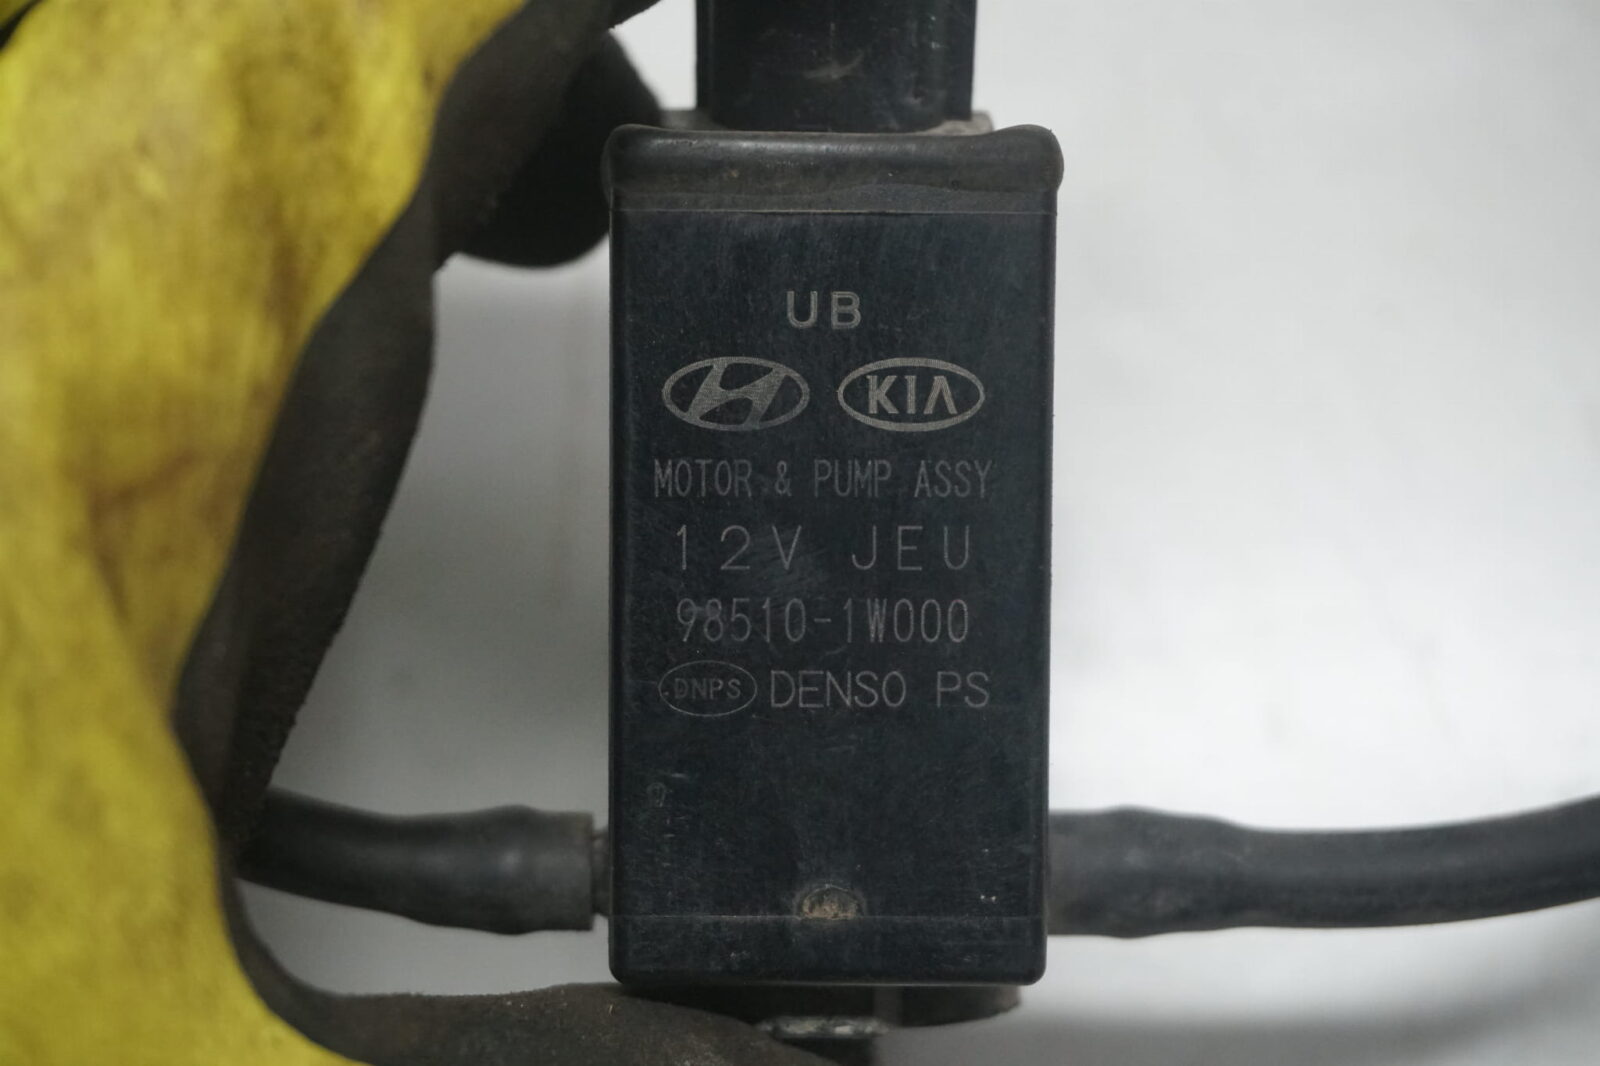 UB
KIA
MOTOR & PUMP ASSY
12V JEU
98510-1W000
DNPS DENSO PS